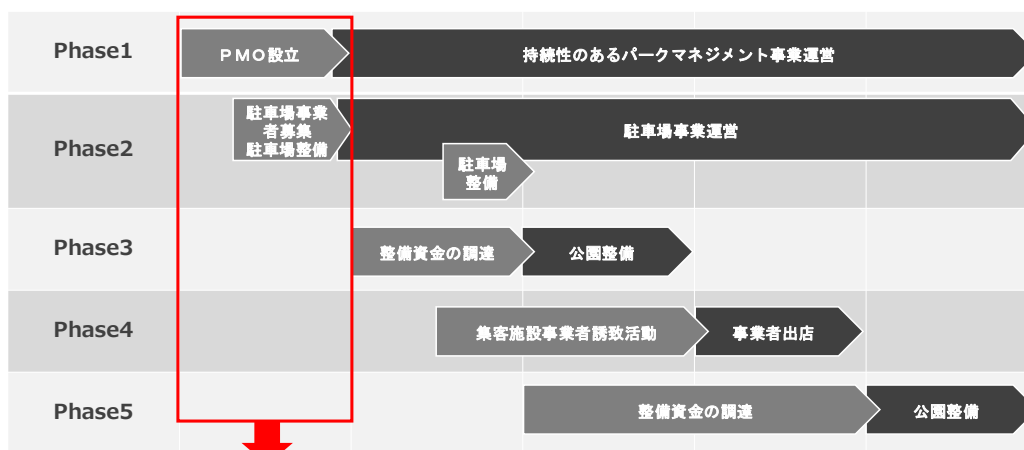 Phase1
ＰＭＯ設立
持続性のあるパークマネジメント事業運営
Phase2
駐車場事業
者募集
駐車場整備
駐車場事業運営
駐車場
整備
Phase3
整備資金の調達
公園整備
Phase4
集客施設事業者誘致活動
事業者出店
Phase5
整備資金の調達
公園整備